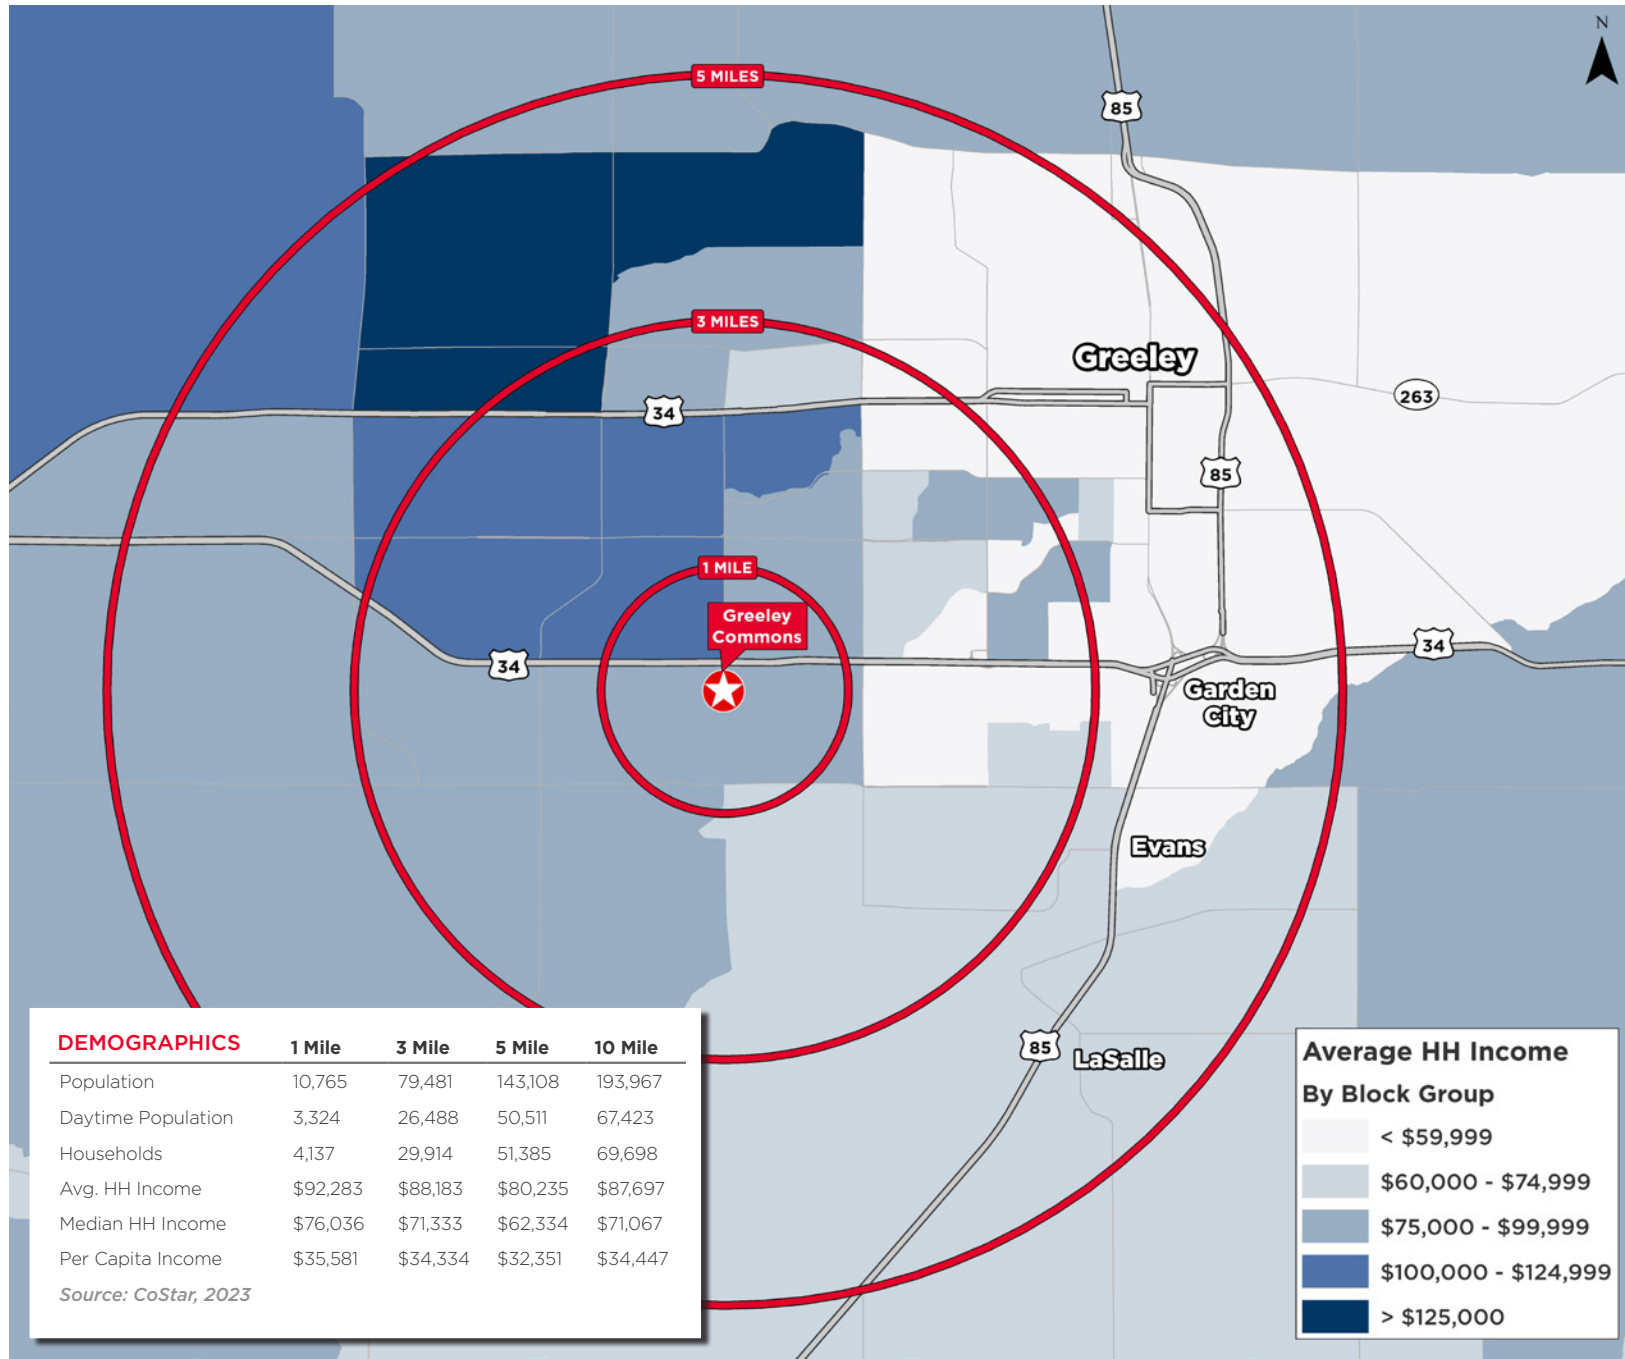 N
5 MILES
85
3 MILES
Greeley
34
263
85
1 MILE
Greeley
Commons
34
34
Garden
City
Evans
85
LaSalle
DEMOGRAPHICS 1 Mile 3 Mile 5 Mile 10 Mile
Population 10,765 79,481 143,108 193,967
Daytime Population 3,324 26,488 50,511 67,423
Households 4,137 29,914 51,385 69,698
Avg. HH Income $92,283 $88,183 $80,235 $87,697
Median HH Income $76,036 $71,333 $62,334 $71,067
Per Capita Income $35,581 $34,334 $32,351 $34,447
Source: CoStar, 2023
Average HH Income
By Block Group
< $59,999
$60,000 - $74,999
$75,000 - $99,999
$100,000 - $124,999
> $125,000